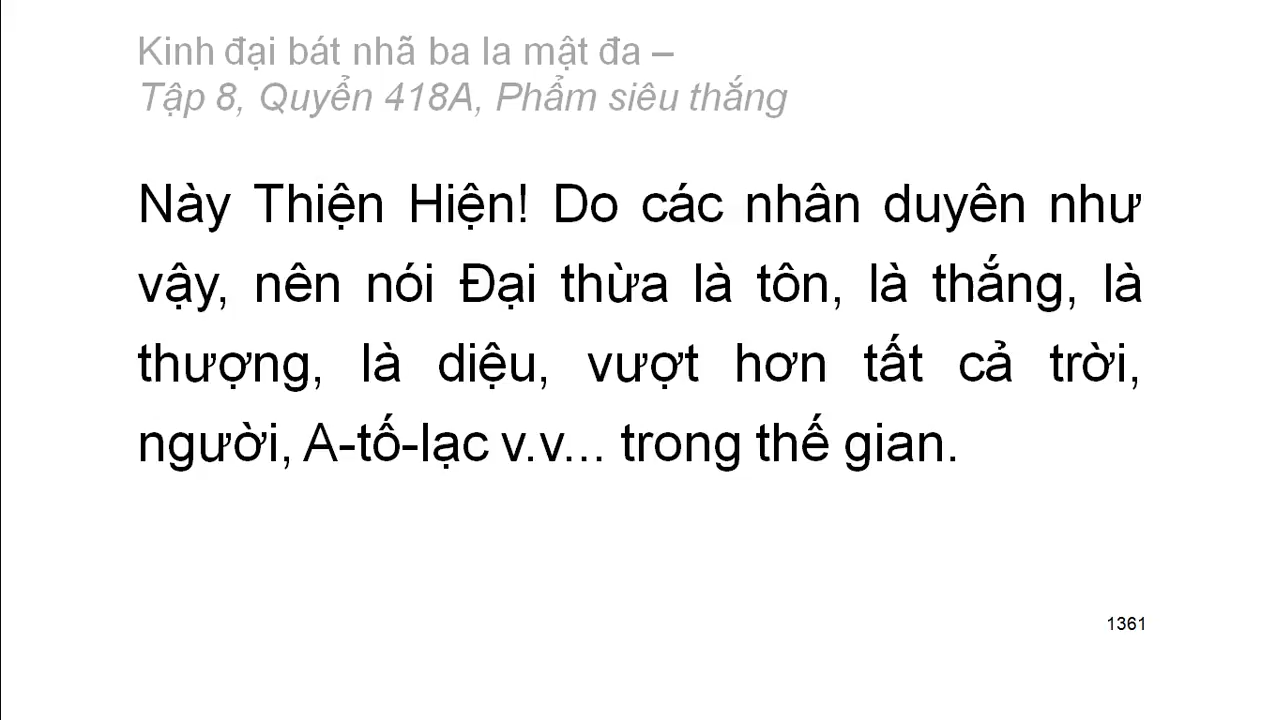 Kinh đại bát nhã ba la mật đa –
Tập 8, Quyển 418A, Phẩm siêu thắng
Này Thiện Hiện! Do các nhân duyên như
vậy, nên nói Đại thừa là tôn, là thắng, là
thượng, là diệu, vượt hơn tất cả trời,
người, A-tố-lạc v.v... trong thế gian.
1361